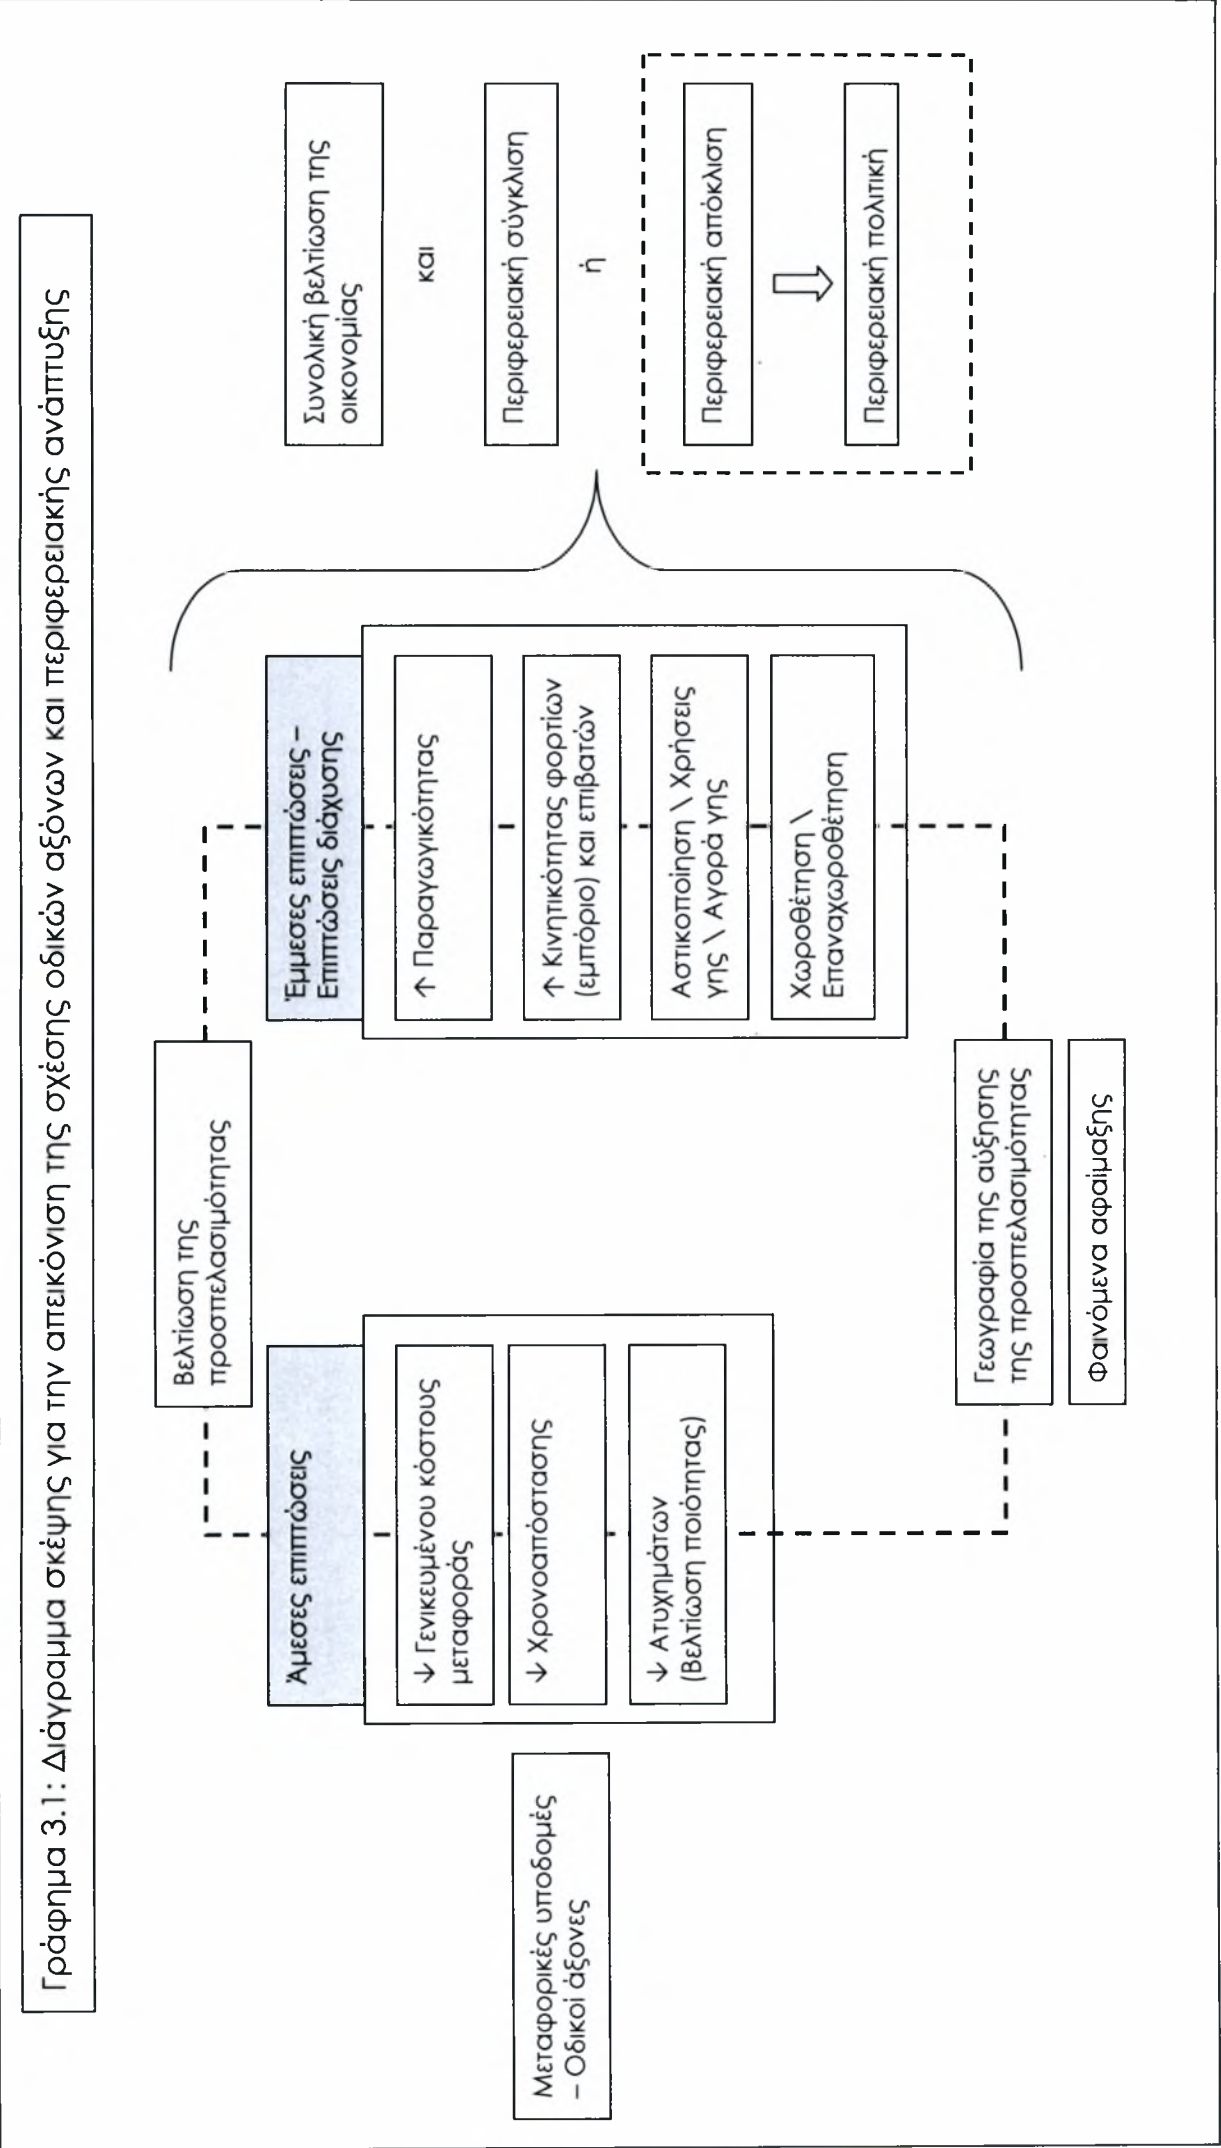 Γράφημα 3.1: Διάγραμμα σκέψης για την απεικόνιση της σχέσης οδικών αξόνων και περιφερειακής ανάπτυξης
Μεταφορικές υποδομές
– Οδικοί άξονες
Βελτίωση της
προσπελασιμότητας
Άμεσες επιπτώσεις
↓ Γενικευμένου κόστους
μεταφοράς
↓ Χρονοαπόστασης
↓ Ατυχημάτων
(Βελτίωση ποιότητας)
Γεωγραφία της αύξησης
της προσπελασιμότητας
Φαινόμενα αφαίμαξης
Έμμεσες επιπτώσεις –
Επιπτώσεις διάχυσης
↑ Παραγωγικότητας
↑ Κινητικότητας φορτίων
(εμπόριο) και επιβατών
Αστικοποίηση \ Χρήσεις
γης \ Αγορά γης
Χωροθέτηση \
Επαναχωροθέτηση
Συνολική βελτίωση της
οικονομίας
και
Περιφερειακή σύγκλιση
ή
Περιφερειακή απόκλιση
Περιφερειακή πολιτική